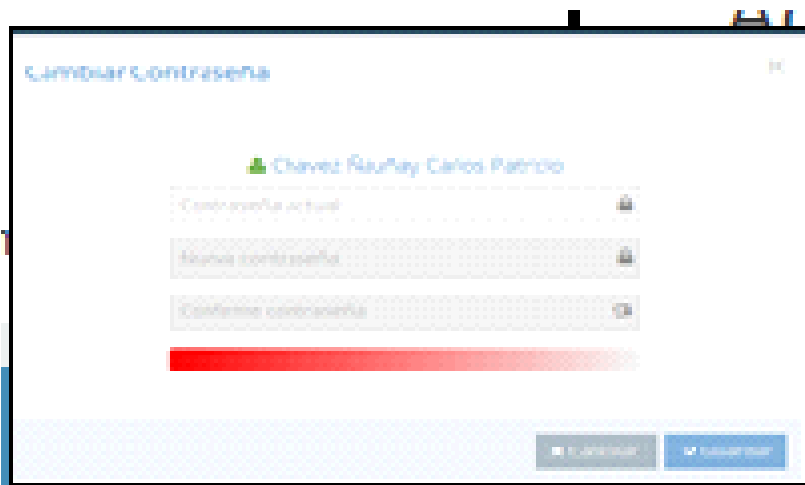 Cambiar Contraseña
Chavez Ñauñay Carlos Patricio
Contraseña actual
Nueva contraseña
Confirme contraseña
Cancelar
Guardar